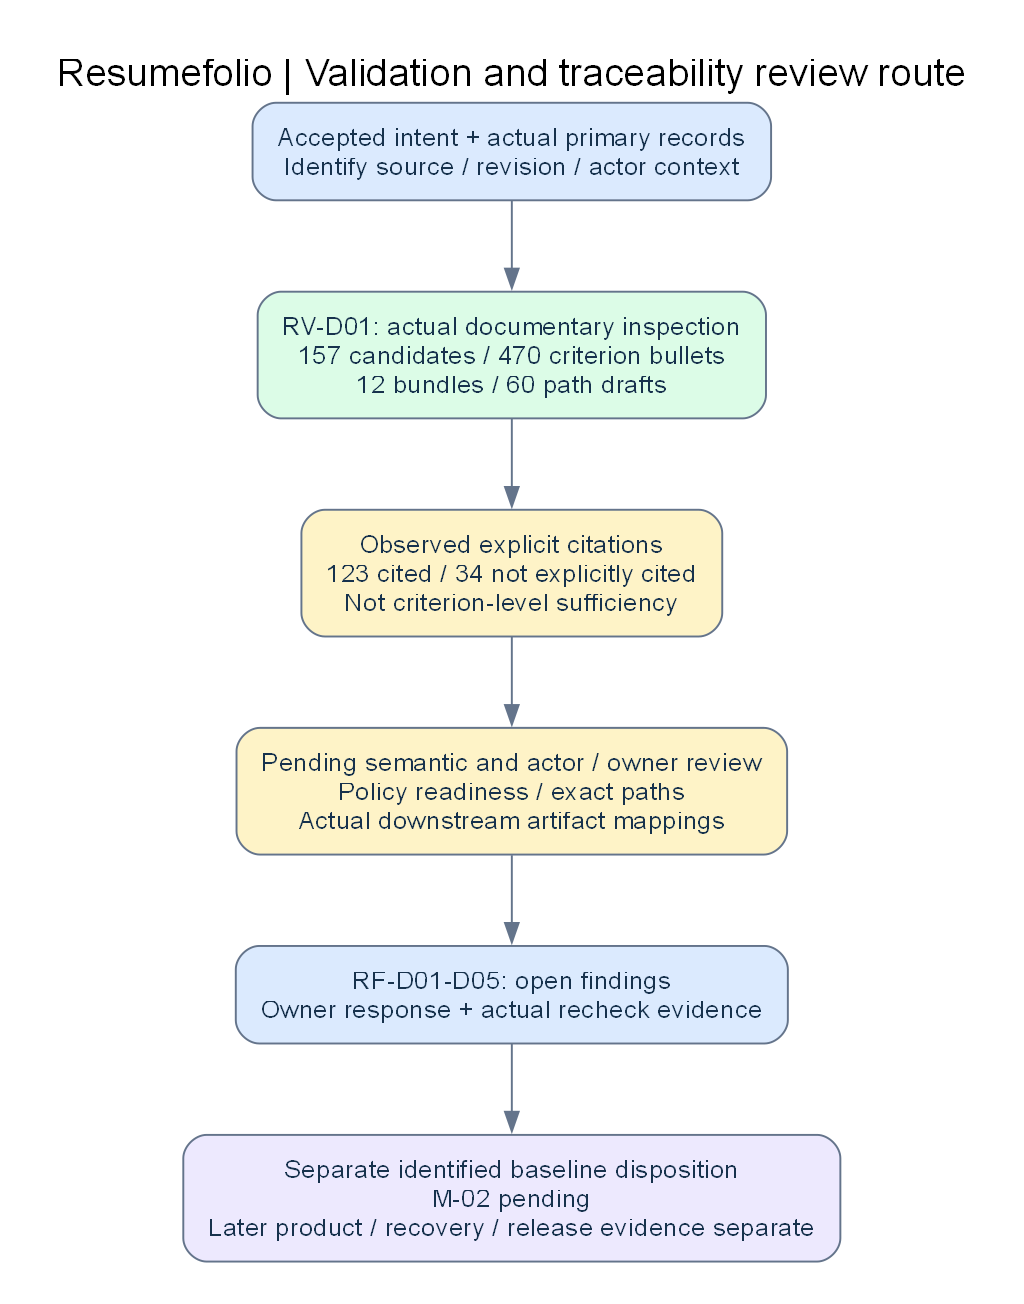 Resumefolio | Validation and traceability review route
Accepted intent + actual primary records
Identify source / revision / actor context
RV-D01: actual documentary inspection
157 candidates / 470 criterion bullets
12 bundles / 60 path drafts
Observed explicit citations
123 cited / 34 not explicitly cited
Not criterion-level sufficiency
Pending semantic and actor / owner review
Policy readiness / exact paths
Actual downstream artifact mappings
RF-D01-D05: open findings
Owner response + actual recheck evidence
Separate identified baseline disposition
M-02 pending
Later product / recovery / release evidence separate